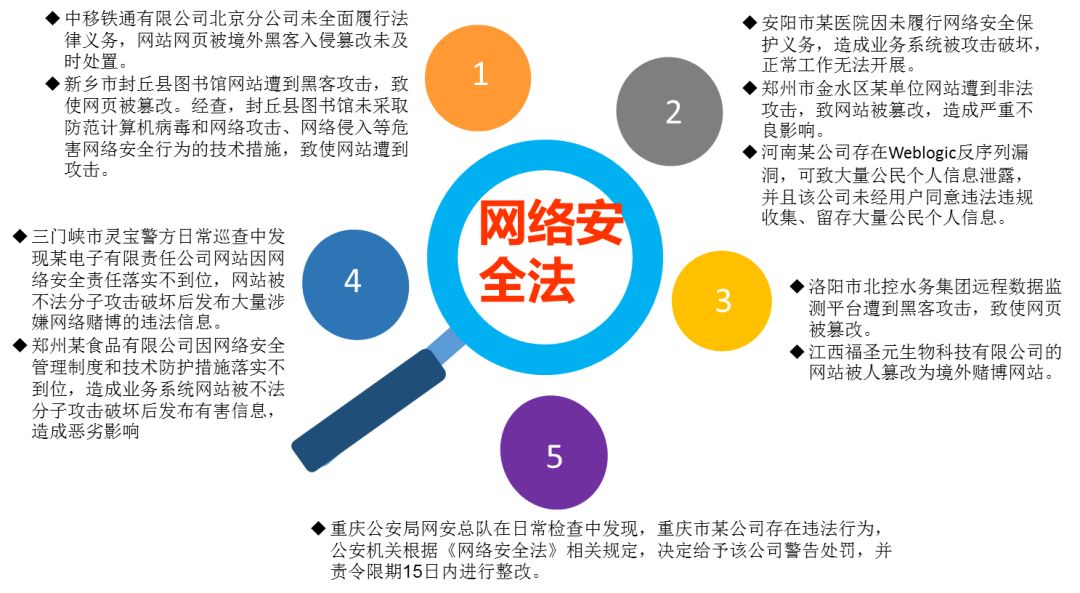 ◆ 中移铁通有限公司北京分公司未全面履行法
律义务，网站网页被境外黑客入侵篡改未及
时处置。
◆ 新乡市封丘县图书馆网站遭到黑客攻击，致
使网页被篡改。经查，封丘县图书馆未采取
防范计算机病毒和网络攻击、网络侵入等危
害网络安全行为的技术措施，致使网站遭到
攻击。
1
2
◆ 安阳市某医院因未履行网络安全保
护义务，造成业务系统被攻击破坏，
正常工作无法开展。
◆ 郑州市金水区某单位网站遭到非法
攻击，致网站被篡改，造成严重不
良影响。
◆ 河南某公司存在Weblogic反序列漏
洞，可致大量公民个人信息泄露，
并且该公司未经用户同意违法违规
收集、留存大量公民个人信息。
网络安
全法
3
◆ 洛阳市北控水务集团远程数据监
测平台遭到黑客攻击，致使网页
被篡改。
◆ 江西福圣元生物科技有限公司的
网站被人篡改为境外赌博网站。
◆ 三门峡市灵宝警方日常巡查中发
现某电子有限责任公司网站因网
络安全责任落实不到位，网站被
不法分子攻击破坏后发布大量涉
嫌网络赌博的违法信息。
◆ 郑州某食品有限公司因网络安全
管理制度和技术防护措施落实不
到位，造成业务系统网站被不法
分子攻击破坏后发布有害信息，
造成恶劣影响
4
5
◆ 重庆公安局网安总队在日常检查中发现，重庆市某公司存在违法行为，
公安机关根据《网络安全法》相关规定，决定给予该公司警告处罚，并
责令限期15日内进行整改。